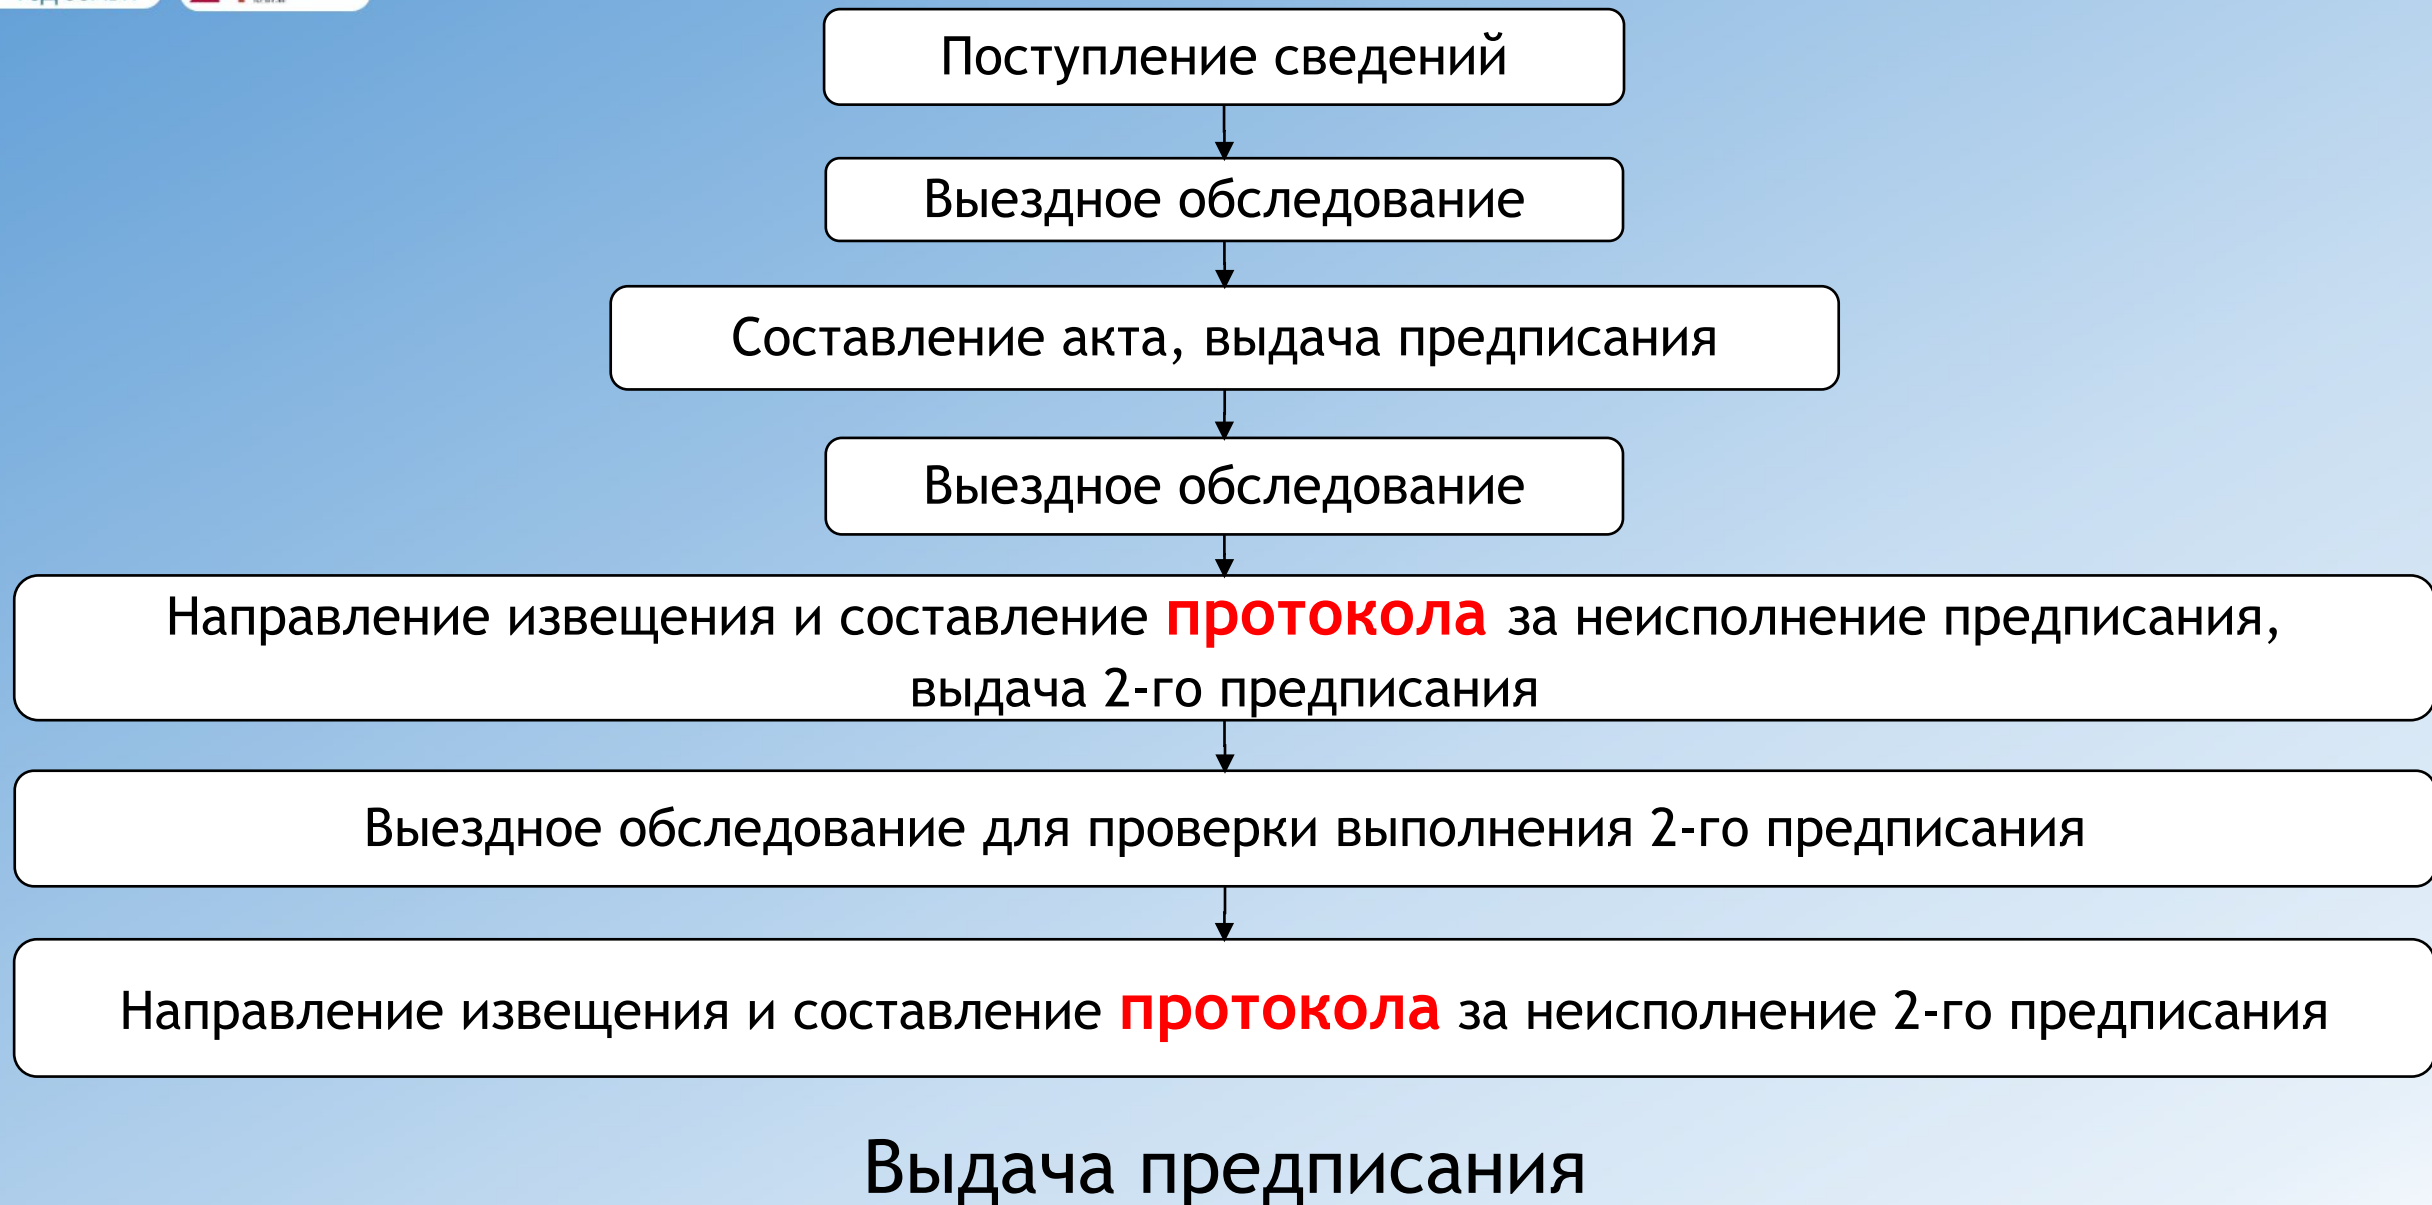 Поступление сведений
Выездное обследование
Составление акта, выдача предписания
Выездное обследование
Направление извещения и составление протокола за неисполнение предписания,
выдача 2-го предписания
Выездное обследование для проверки выполнения 2-го предписания
Направление извещения и составление протокола за неисполнение 2-го предписания
Выдача предписания